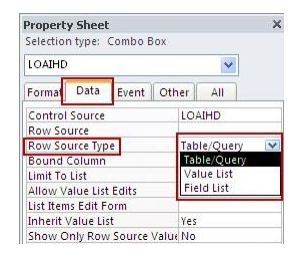 Property Sheet
Selection type: Combo Box
LOAIHD
Format Data Event Other All
Control Source LOAIHD
Row Source
Row Source Type Table/Query
Bound Column Table/Query
Limit To List Value List
Allow Value List Edits Field List
List Items Edit Form
Inherit Value List Yes
Show Only Row Source Value No